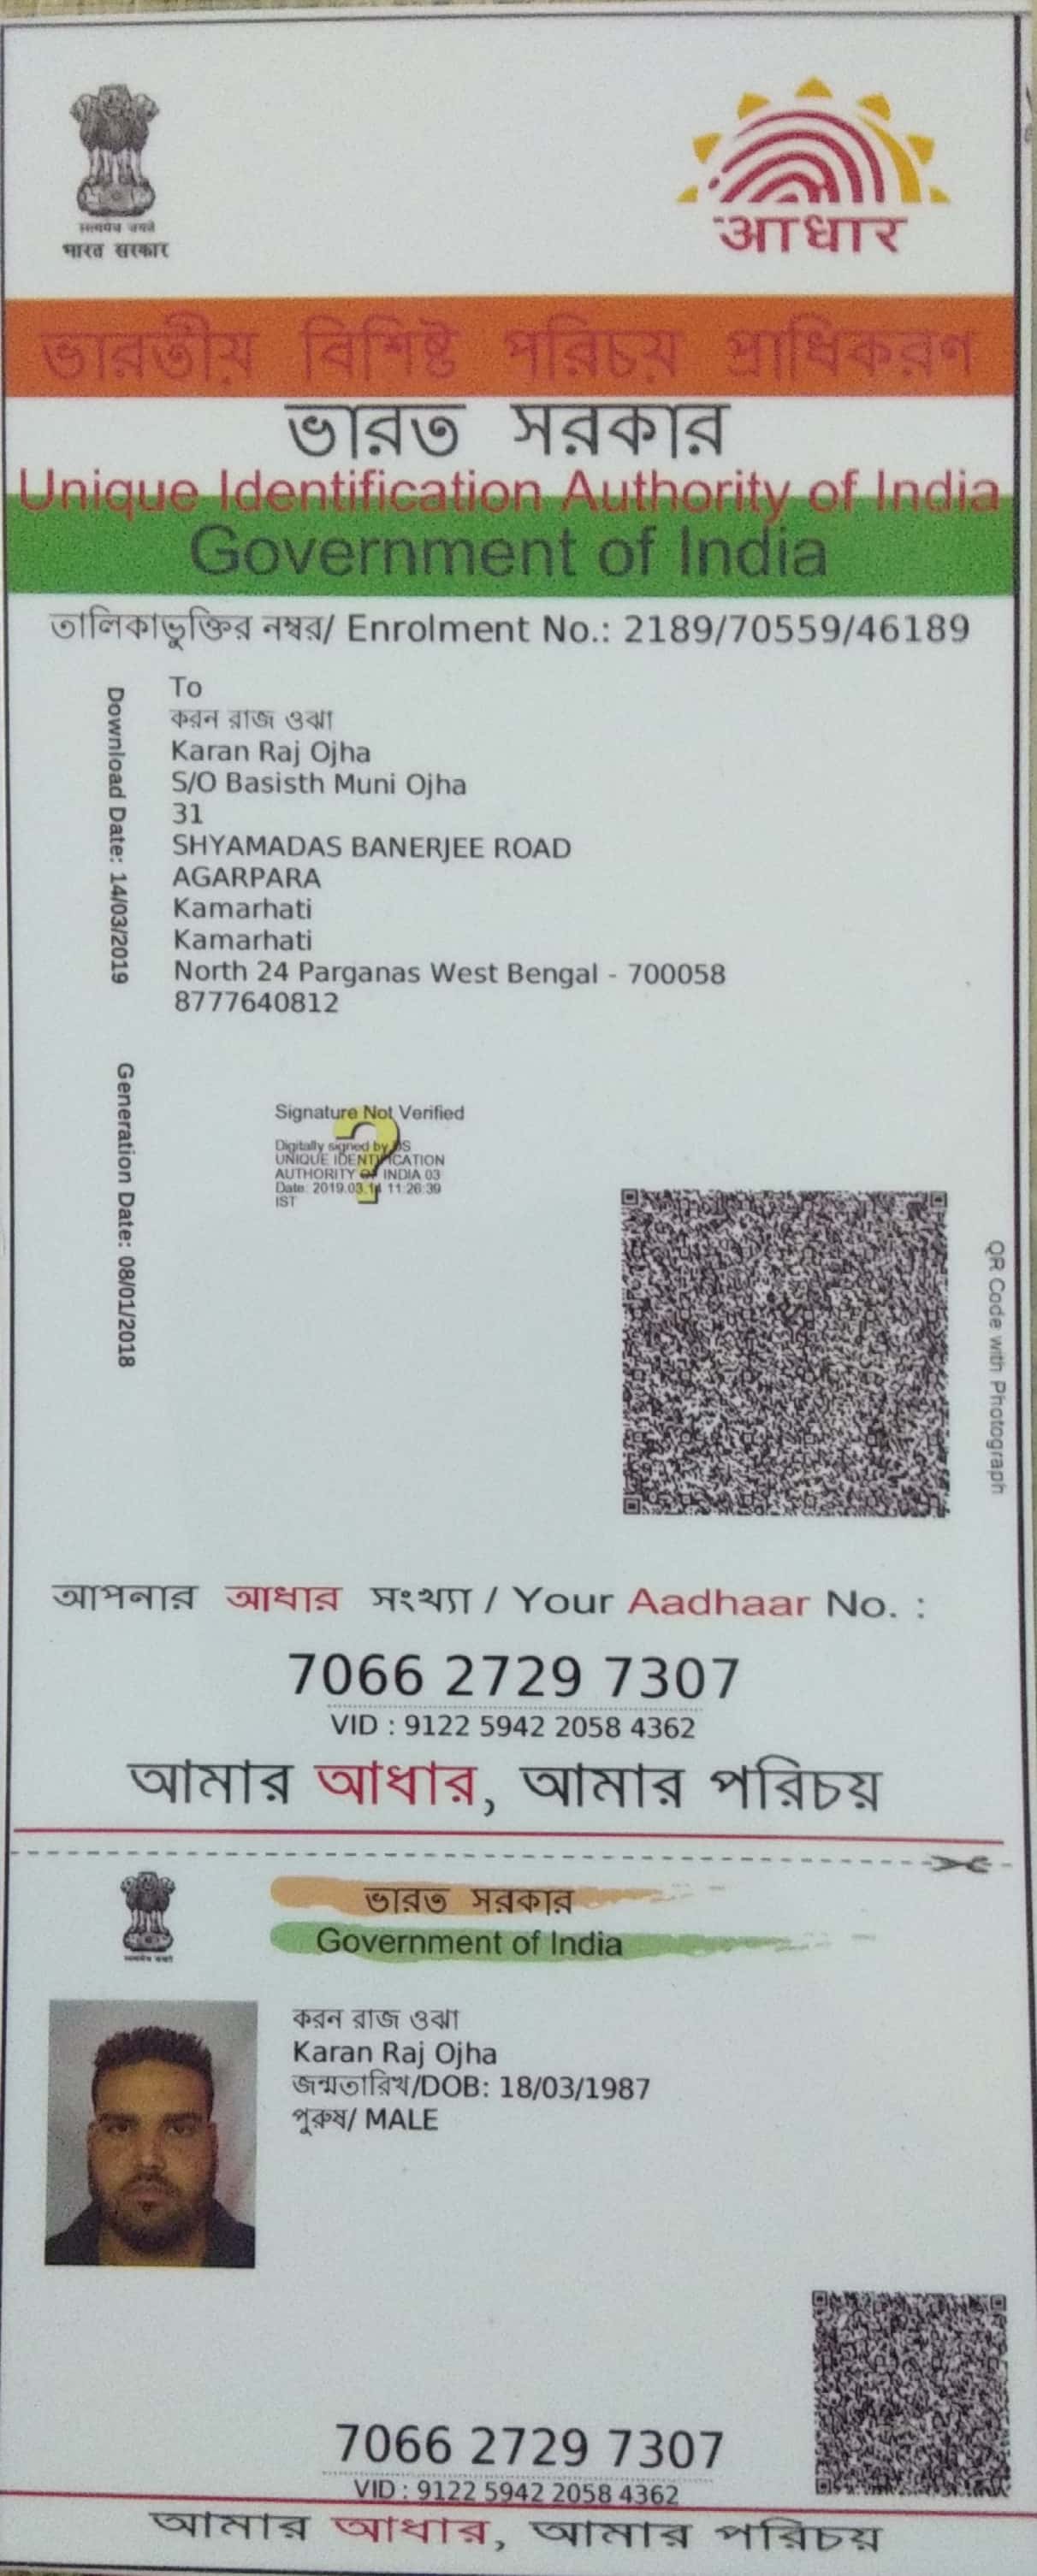 सत्यमेव जयते
भारत सरकार
आधार
ভারতীয় বিশিষ্ট পরিচয় প্রাধিকরণ
ভারত সরকার
Unique Identification Authority of India
Government of India
তালিকাভুক্তির নম্বর/ Enrolment No.: 2189/70559/46189
Download Date: 14/03/2019
To
করন রাজ ওঝা
Karan Raj Ojha
S/O Basisth Muni Ojha
31
SHYAMADAS BANERJEE ROAD
AGARPARA
Kamarhati
Kamarhati
North 24 Parganas West Bengal - 700058
8777640812
Generation Date: 08/01/2018
Signature Not Verified
Digitally signed by DS
UNIQUE IDENTIFICATION
AUTHORITY OF INDIA 03
Date: 2019.03.14 11:26:39
IST
QR Code with Photograph
আপনার আধার সংখ্যা / Your Aadhaar No. :
7066 2729 7307
VID : 9122 5942 2058 4362
আমার আধার, আমার পরিচয়
ভারত সরকার
Government of India
করন রাজ ওঝা
Karan Raj Ojha
জন্মতারিখ/DOB: 18/03/1987
পুরুষ/ MALE
7066 2729 7307
VID : 9122 5942 2058 4362
আমার আধার, আমার পরিচয়